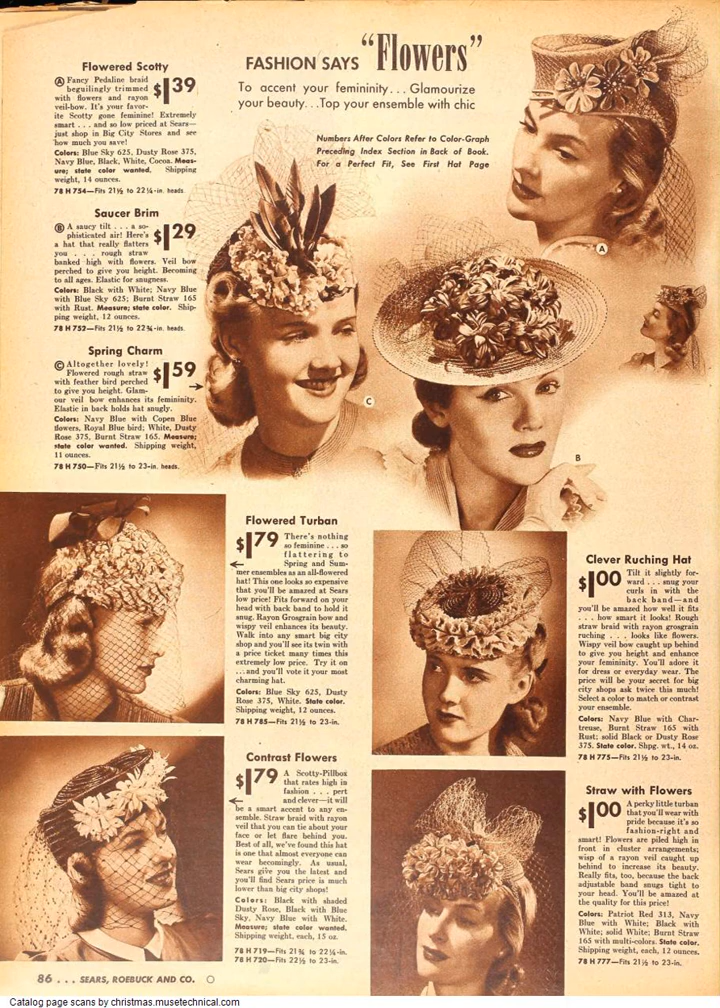 FASHION SAYS "Flowers"
To accent your femininity... Glamourize
your beauty...Top your ensemble with chic
Numbers After Colors Refer to Color-Graph
Preceding Index Section in Back of Book.
For a Perfect Fit, See First Hat Page
Flowered Scotty
$1 39
Ⓐ Fancy Pedaline braid
beguilingly trimmed
with flowers and rayon
veil-bow. It's your favor-
ite Scotty gone feminine! Extremely
smart . . . and so low priced at Sears—
just shop in Big City Stores and see
how much you save!
Colors: Blue Sky 625, Dusty Rose 375,
Navy Blue, Black, White, Cocoa. Meas-
ure; state color wanted. Shipping
weight, 14 ounces.
78 H 754—Fits 21½ to 22¼-in. heads.
Saucer Brim
$1 29
Ⓑ A saucy tilt . . . a so-
phisticated air! Here's
a hat that really flatters
you . . . rough straw
banked high with flowers. Veil bow
perched to give you height. Becoming
to all ages. Elastic for snugness.
Colors: Black with White; Navy Blue
with Blue Sky 625; Burnt Straw 165
with Rust. Measure; state color. Ship-
ping weight, 12 ounces.
78 H 752—Fits 21½ to 22¾-in. heads.
Spring Charm
$1 59
Ⓒ Altogether lovely!
Flowered rough straw
with feather bird perched
to give you height. Glam-
our veil bow enhances its femininity.
Elastic in back holds hat snugly.
Colors: Navy Blue with Copen Blue
flowers, Royal Blue bird; White, Dusty
Rose 375, Burnt Straw 165. Measure;
state color wanted. Shipping weight,
11 ounces.
78 H 750—Fits 21½ to 23-in. heads.
A
C
B
Flowered Turban
$1 79
There's nothing
so feminine . . . so
flattering to
Spring and Sum-
mer ensembles as an all-flowered
hat! This one looks so expensive
that you'll be amazed at Sears
low price! Fits forward on your
head with back band to hold it
snug. Rayon Grosgrain bow and
wispy veil enhances its beauty.
Walk into any smart big city
shop and you'll see its twin with
a price ticket many times this
extremely low price. Try it on
...and you'll vote it your most
charming hat.
Colors: Blue Sky 625, Dusty
Rose 375, White. State color.
Shipping weight, 12 ounces.
78 H 785—Fits 21½ to 23-in.
Contrast Flowers
$1 79
A Scotty-Pillbox
that rates high in
fashion . . . pert
and clever—it will
be a smart accent to any en-
semble. Straw braid with rayon
veil that you can tie about your
face or let flare behind you.
Best of all, we've found this hat
is one that almost everyone can
wear becomingly. As usual,
Sears give you the latest and
you'll find Sears price is much
lower than big city shops!
Colors: Black with shaded
Dusty Rose, Black with Blue
Sky, Navy Blue with White.
Measure; state color wanted.
Shipping weight, each, 15 oz.
78 H 719—Fits 21⅜ to 22¼-in.
78 H 720—Fits 22½ to 23-in.
Clever Ruching Hat
$1 00
Tilt it slightly for-
ward . . . snug your
curls in with the
back band—and
you'll be amazed how well it fits
. . . how smart it looks! Rough
straw braid with rayon grosgrain
ruching . . . looks like flowers.
Wispy veil bow caught up behind
to give you height and enhance
your femininity. You'll adore it
for dress or everyday wear. The
price will be your secret for big
city shops ask twice this much!
Select a color to match or contrast
your ensemble.
Colors: Navy Blue with Char-
treuse, Burnt Straw 165 with
Rust; solid Black or Dusty Rose
375. State color. Shpg. wt., 14 oz.
78 H 775—Fits 21½ to 23-in.
Straw with Flowers
$1 00
A perky little turban
that you'll wear with
pride because it's so
fashion-right and
smart! Flowers are piled high in
front in cluster arrangements;
wisp of a rayon veil caught up
behind to increase its beauty.
Really fits, too, because the back
adjustable band snugs tight to
your head. You'll be amazed at
the quality for this price!
Colors: Patriot Red 313, Navy
Blue with White; Black with
White; solid White; Burnt Straw
165 with multi-colors. State color.
Shipping weight, each, 12 ounces.
78 H 777—Fits 21½ to 23-in.
86 . . . SEARS, ROEBUCK AND CO.
Catalog page scans by christmas.musetechnical.com